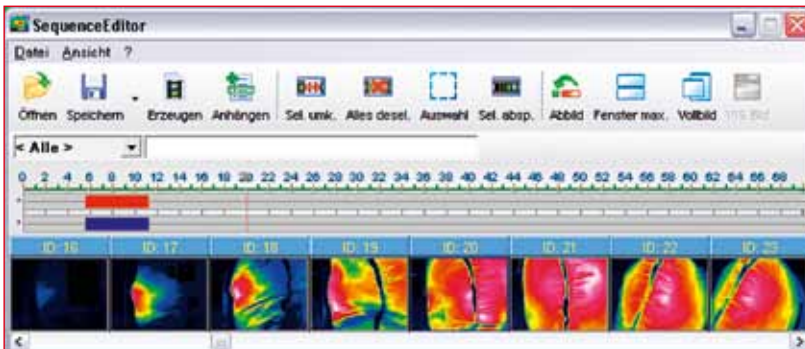 SequenceEditor
Datei Ansicht ?
Öffnen Speichern Erzeugen Anhängen Sel. umk. Alles desel. Auswahl Sel. absp. Abbild Fenster max. Vollbild
< Alle >
0 2 4 6 8 10 12 14 16 18 20 22 24 26 28 30 32 34 36 38 40 42 44 46 48 50 52 54 56 58 60 62 64 66 68
ID: 16 ID: 17 ID: 18 ID: 19 ID: 20 ID: 21 ID: 22 ID: 23